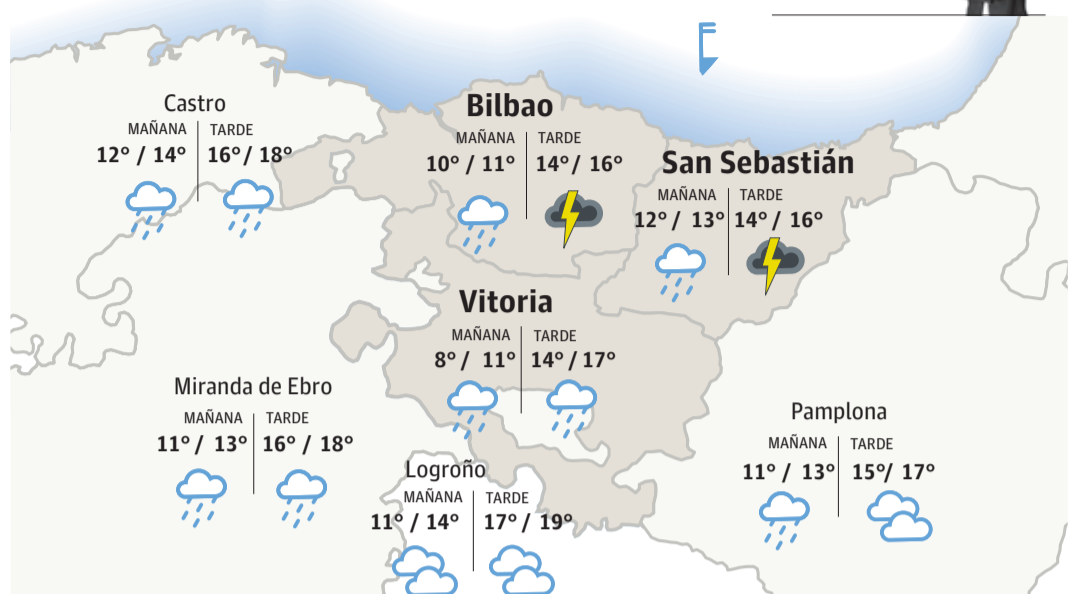 Castro
MAÑANA TARDE
12° / 14° 16° / 18°
Bilbao
MAÑANA TARDE
10° / 11° 14° / 16°
San Sebastián
MAÑANA TARDE
12° / 13° 14° / 16°
Vitoria
MAÑANA TARDE
8° / 11° 14° / 17°
Miranda de Ebro
MAÑANA TARDE
11° / 13° 16° / 18°
Pamplona
MAÑANA TARDE
11° / 13° 15° / 17°
Logroño
MAÑANA TARDE
11° / 14° 17° / 19°